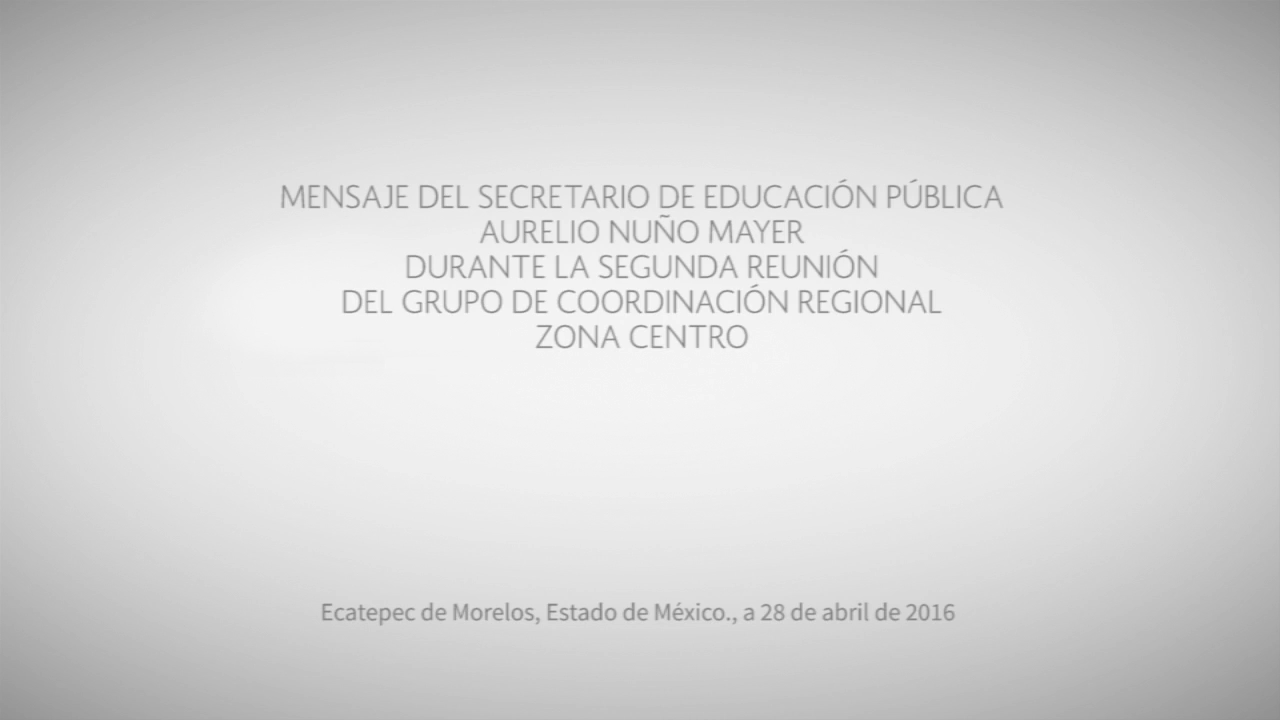 MENSAJE DEL SECRETARIO DE EDUCACIÓN PÚBLICA
AURELIO NUÑO MAYER
DURANTE LA SEGUNDA REUNIÓN
DEL GRUPO DE COORDINACIÓN REGIONAL
ZONA CENTRO
Ecatepec de Morelos, Estado de México., a 28 de abril de 2016